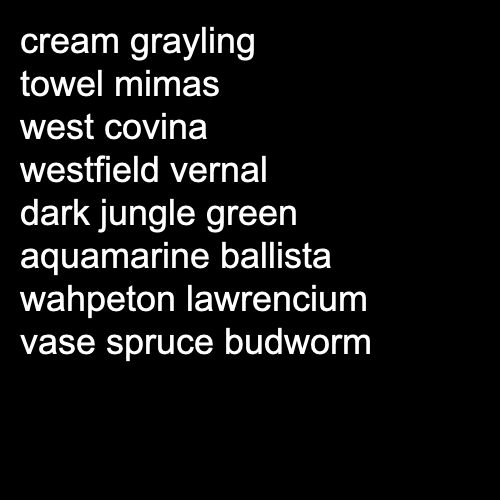 cream grayling
towel mimas
west covina
westfield vernal
dark jungle green
aquamarine ballista
wahpeton lawrencium
vase spruce budworm